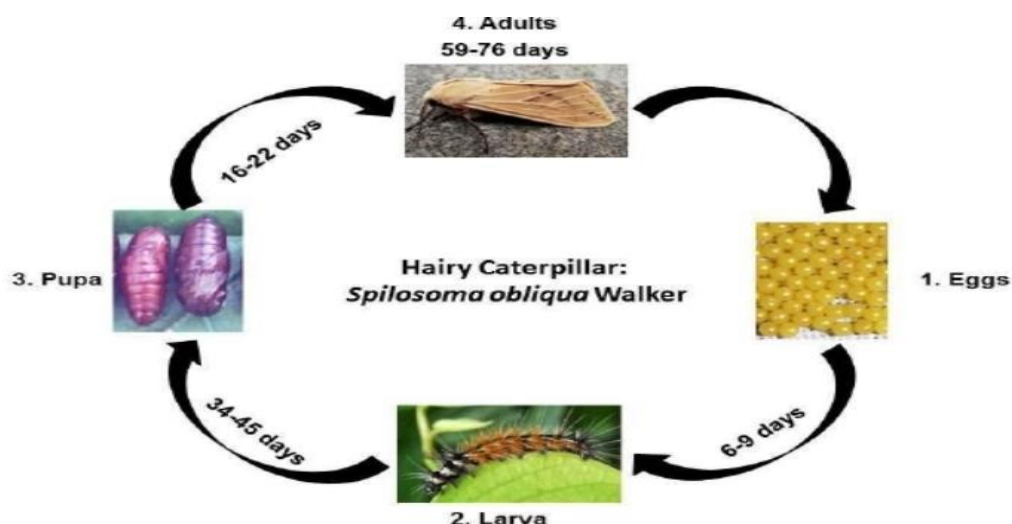 4. Adults
59-76 days
16-22 days
3. Pupa
Hairy Caterpillar:
Spilosoma obliqua Walker
1. Eggs
34-45 days
6-9 days
2. Larva